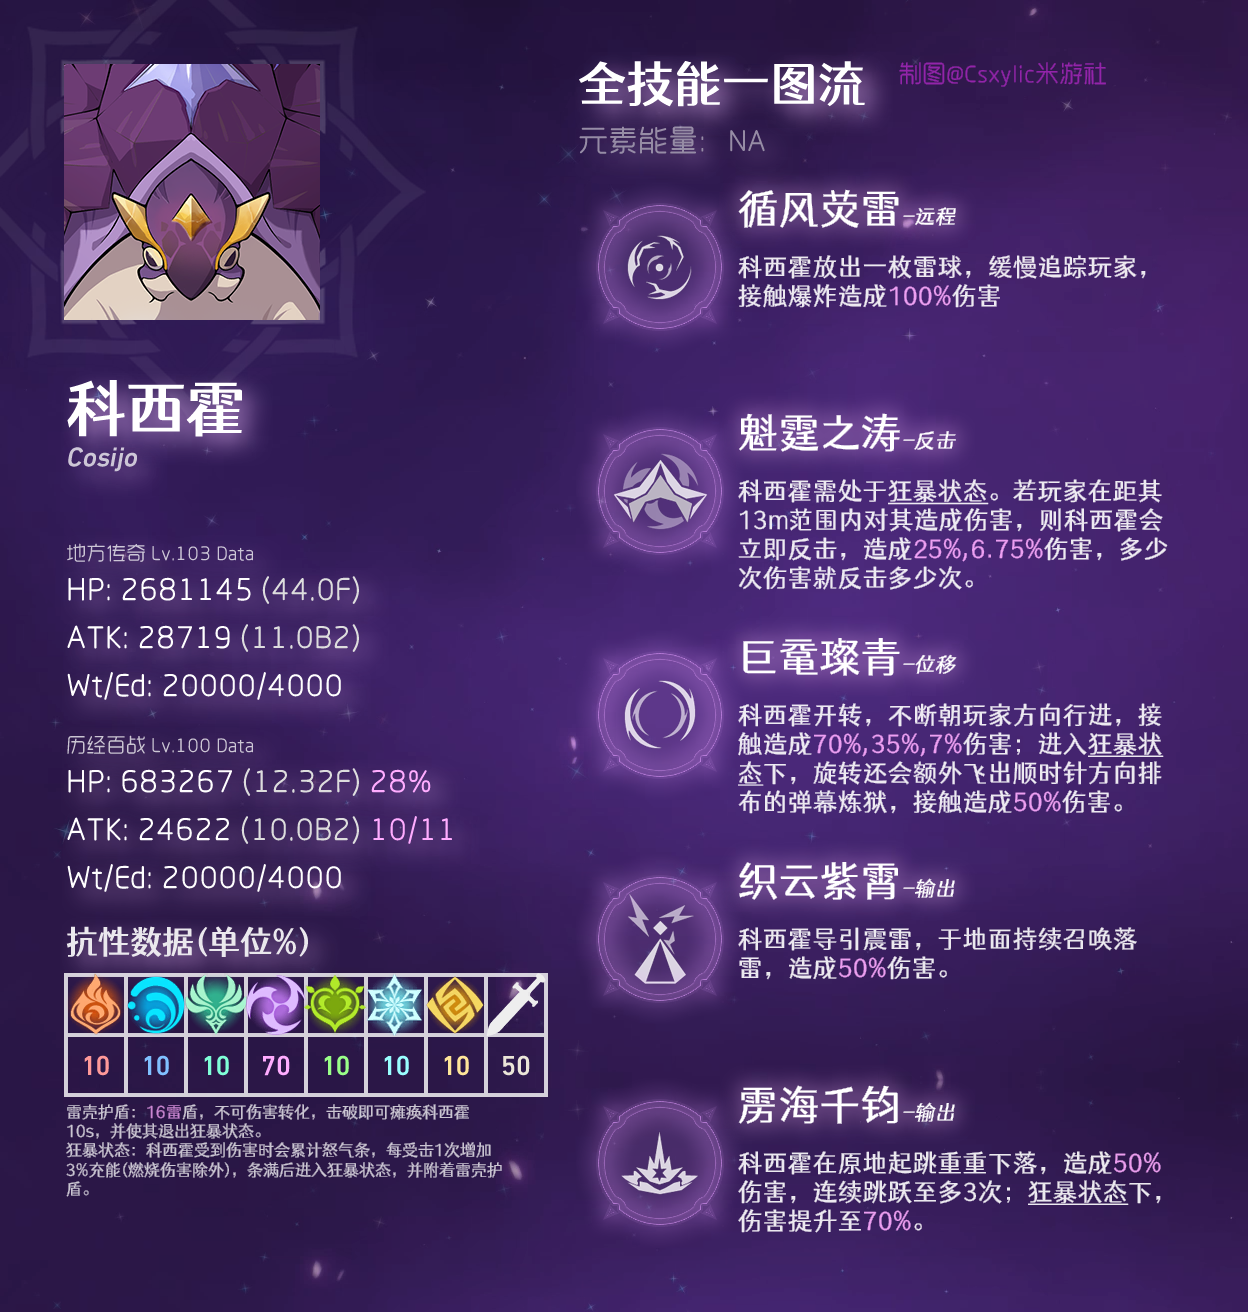 全技能一图流
制图@Csxylic米游社
元素能量： NA
科西霍
Cosijo
地方传奇 Lv.103 Data
HP: 2681145 (44.0F)
ATK: 28719 (11.0B2)
Wt/Ed: 20000/4000
历经百战 Lv.100 Data
HP: 683267 (12.32F) 28%
ATK: 24622 (10.0B2) 10/11
Wt/Ed: 20000/4000
抗性数据(单位%)
10 10 10 70 10 10 10 50
雷壳护盾：16雷盾，不可伤害转化，击破即可瘫痪科西霍
10s，并使其退出狂暴状态。
狂暴状态：科西霍受到伤害时会累计怒气条，每受击1次增加
3%充能(燃烧伤害除外)，条满后进入狂暴状态，并附着雷壳护
盾。
循风荧雷–远程
科西霍放出一枚雷球，缓慢追踪玩家，
接触爆炸造成100%伤害
魁霆之涛–反击
科西霍需处于狂暴状态。若玩家在距其
13m范围内对其造成伤害，则科西霍会
立即反击，造成25%,6.75%伤害，多少
次伤害就反击多少次。
巨鼋璨青–位移
科西霍开转，不断朝玩家方向行进，接
触造成70%,35%,7%伤害；进入狂暴状
态下，旋转还会额外飞出顺时针方向排
布的弹幕炼狱，接触造成50%伤害。
织云紫霄–输出
科西霍导引震雷，于地面持续召唤落
雷，造成50%伤害。
雳海千钧–输出
科西霍在原地起跳重重下落，造成50%
伤害，连续跳跃至多3次；狂暴状态下，
伤害提升至70%。